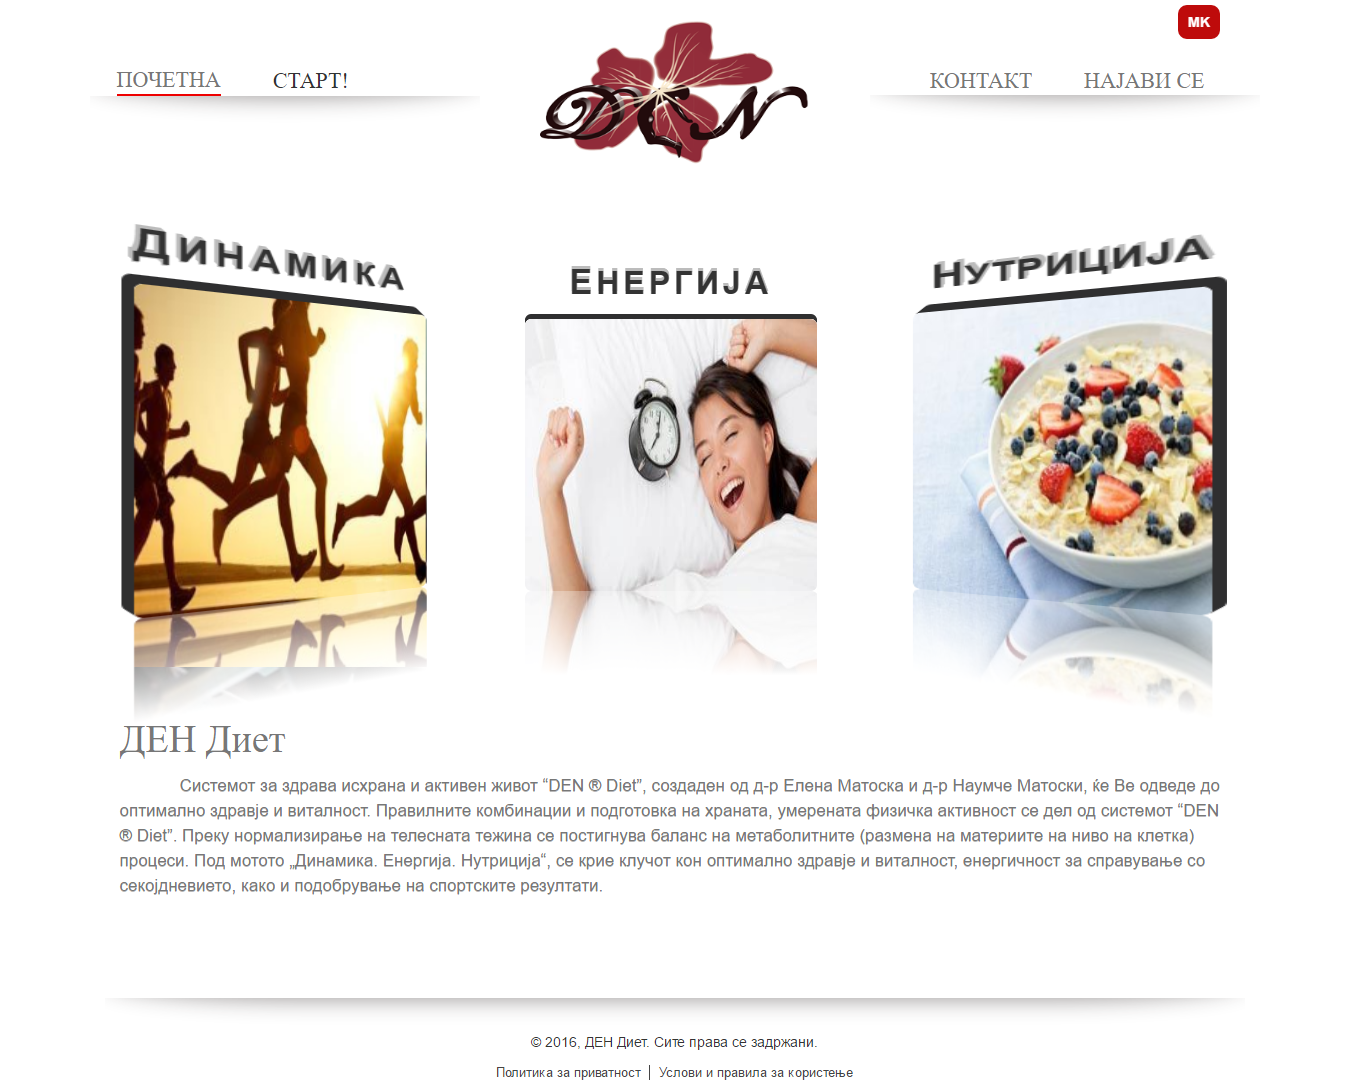 MK
ПОЧЕТНА
СТАРТ!
DEN
КОНТАКТ
НАЈАВИ СЕ
ДИНАМИКА
ЕНЕРГИЈА
НУТРИЦИЈА
ДЕН Диет
Системот за здрава исхрана и активен живот “DEN ® Diet”, создаден од д-р Елена Матоска и д-р Наумче Матоски, ќе Ве одведе до
оптимално здравје и виталност. Правилните комбинации и подготовка на храната, умерената физичка активност се дел од системот “DEN
® Diet”. Преку нормализирање на телесната тежина се постигнува баланс на метаболитните (размена на материите на ниво на клетка)
процеси. Под мотото „Динамика. Енергија. Нутриција“, се крие клучот кон оптимално здравје и виталност, енергичност за справување со
секојдневието, како и подобрување на спортските резултати.
© 2016, ДЕН Диет. Сите права се задржани.
Политика за приватност | Услови и правила за користење